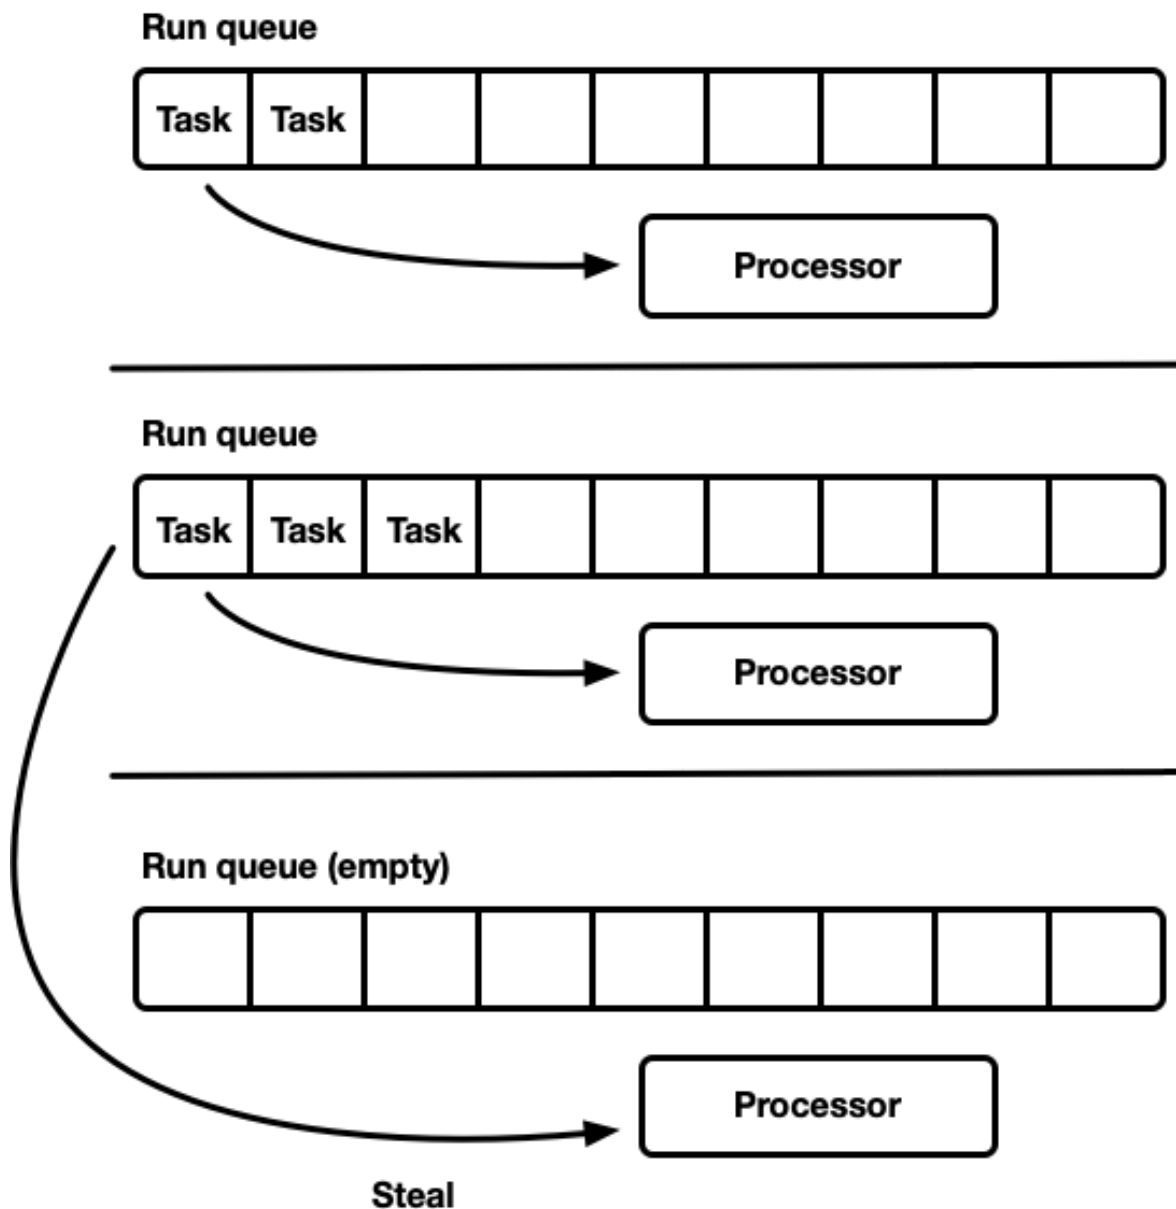 Run queue
Task Task
Processor
Run queue
Task Task Task
Processor
Run queue (empty)
Processor
Steal